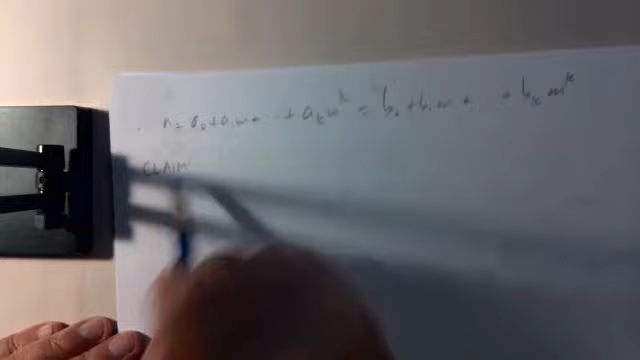 n = a₀ + a₁m + ... + aₖmᵏ = b₀ + b₁m + ... + bₖmᵏ
CLAIM